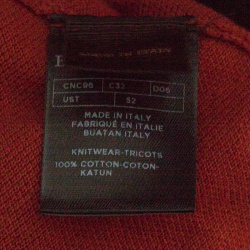 CNC96 C32 D06
UST 52
MADE IN ITALY
FABRIQUÉ EN ITALIE
BUATAN ITALY
KNITWEAR-TRICOTS
100% COTTON-COTON-
KATUN